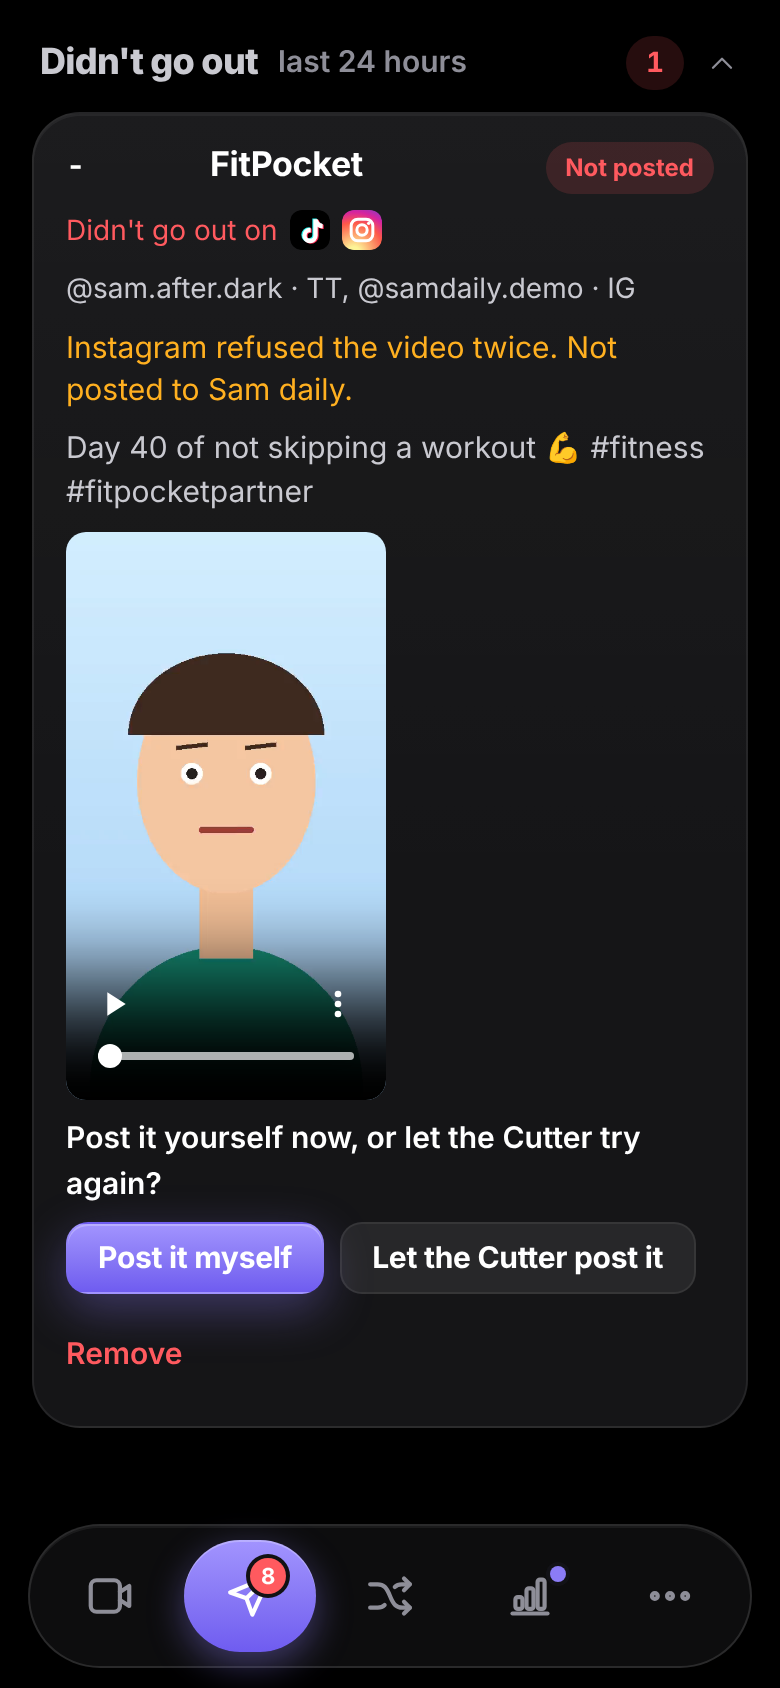 Didn't go out last 24 hours 1
- FitPocket Not posted
Didn't go out on
@sam.after.dark · TT, @samdaily.demo · IG
Instagram refused the video twice. Not
posted to Sam daily.
Day 40 of not skipping a workout 💪 #fitness
#fitpocketpartner
Post it yourself now, or let the Cutter try
again?
Post it myself Let the Cutter post it
Remove
8